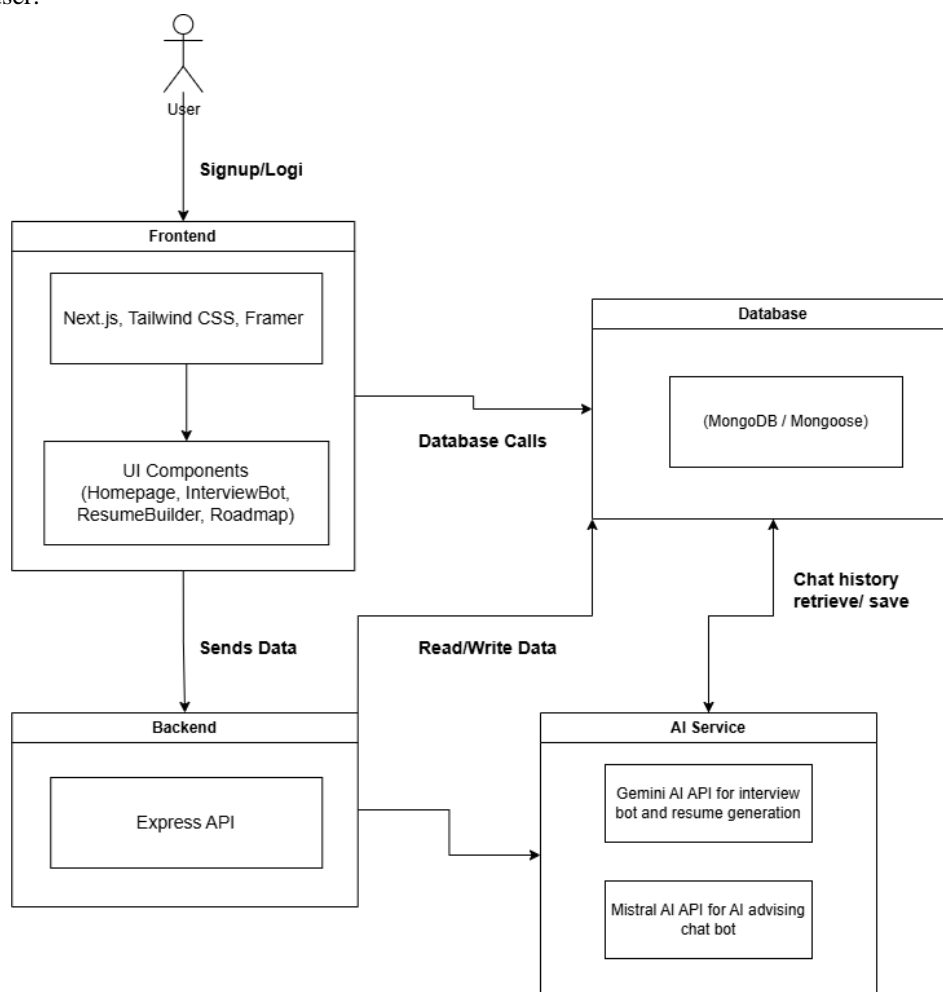 user.
User
Signup/Logi
Frontend
Next.js, Tailwind CSS, Framer
UI Components
(Homepage, InterviewBot,
ResumeBuilder, Roadmap)
Database
(MongoDB / Mongoose)
Database Calls
Chat history
retrieve/ save
Sends Data
Read/Write Data
Backend
Express API
AI Service
Gemini AI API for interview
bot and resume generation
Mistral AI API for AI advising
chat bot